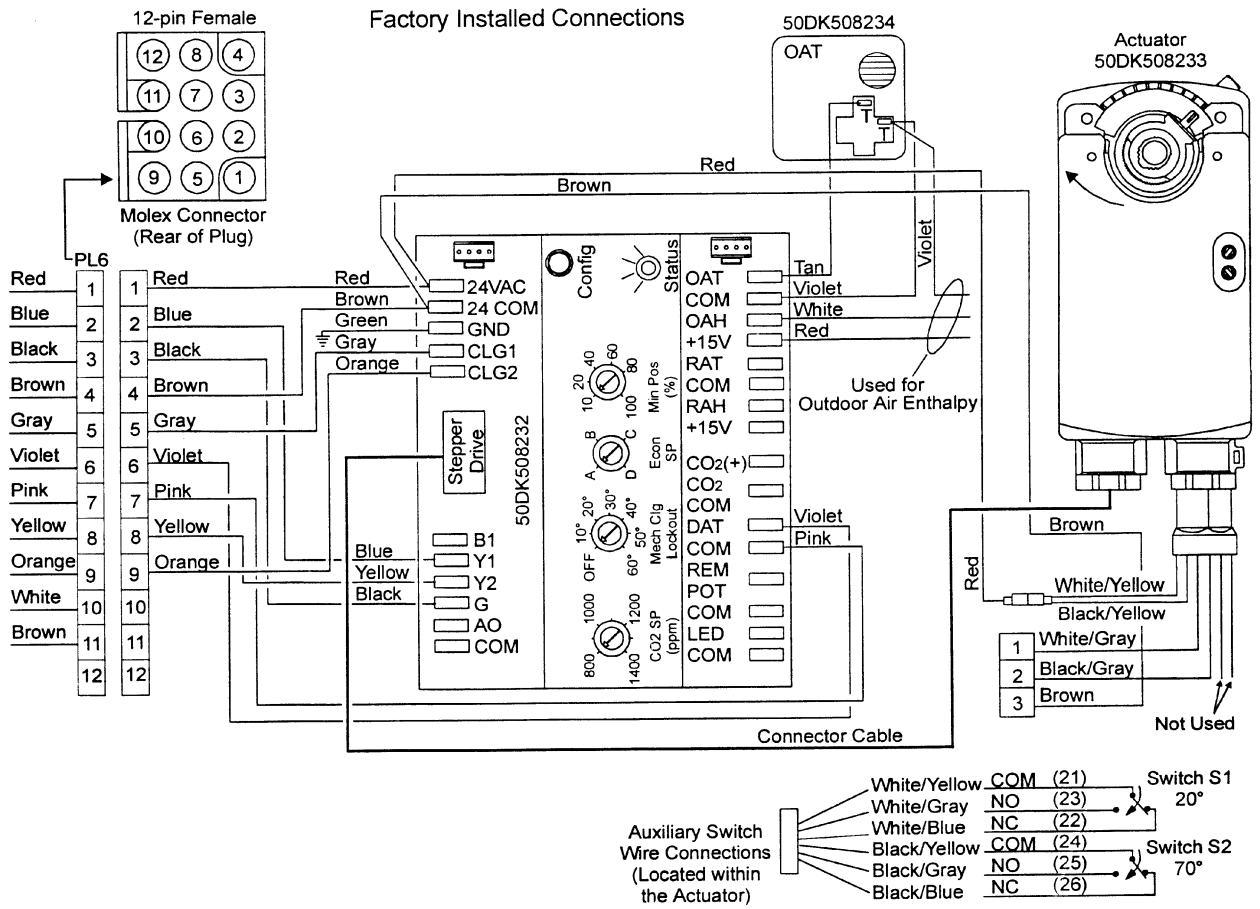 12-pin Female
Factory Installed Connections
50DK508234
Actuator
50DK508233
OAT
T
T
12 8 4
11 7 3
10 6 2
9 5 1
Molex Connector
(Rear of Plug)
PL6
Red
Brown
Violet
Red 1 1 Red Red 24VAC
Blue 2 2 Blue Brown 24 COM
Black 3 3 Black Green GND
Brown 4 4 Brown Gray CLG1
Gray 5 5 Gray Orange CLG2
Violet 6 6 Violet
Pink 7 7 Pink
Yellow 8 8 Yellow
Orange 9 9 Orange
White 10 10
Brown 11 11
12 12
Stepper
Drive
50DK508232
B1
Blue Y1
Yellow Y2
Black G
AO
COM
Config
Status
10 20 40 60 80 100
Min Pos
(%)
A B C D
Econ
SP
OFF 10° 20° 30° 40° 50° 60°
Mech Clg
Lockout
800 1000 1200 1400
CO2 SP
(ppm)
OAT Tan
COM Violet
OAH White
+15V Red
RAT
COM
RAH
+15V
CO2(+)
CO2
COM
DAT Violet
COM Pink
REM
POT
COM
LED
COM
Used for
Outdoor Air Enthalpy
Brown
Red
White/Yellow
Black/Yellow
1 White/Gray
2 Black/Gray
3 Brown
Not Used
Connector Cable
Auxiliary Switch
Wire Connections
(Located within
the Actuator)
White/Yellow COM (21)
White/Gray NO (23)
White/Blue NC (22)
Black/Yellow COM (24)
Black/Gray NO (25)
Black/Blue NC (26)
Switch S1
20°
Switch S2
70°